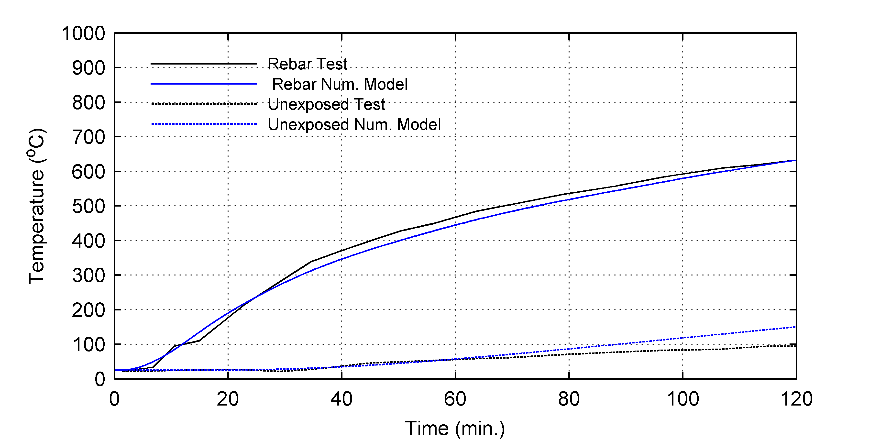 1000
900
800
700
600
500
400
300
200
100
0
Temperature (°C)
Rebar Test
Rebar Num. Model
Unexposed Test
Unexposed Num. Model
0 20 40 60 80 100 120
Time (min.)